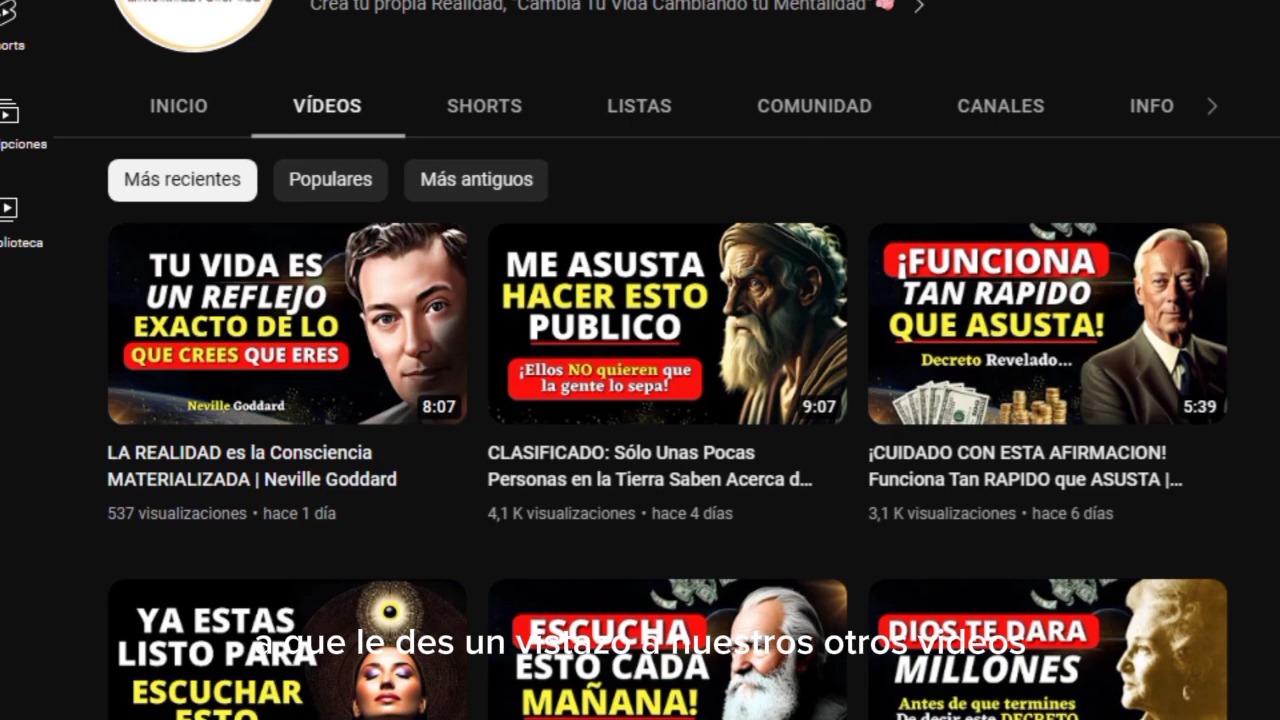 Crea tu propia Realidad, "Cambia Tu Vida Cambiando tu Mentalidad"
orts
INICIO
VÍDEOS
SHORTS
LISTAS
COMUNIDAD
CANALES
INFO
pciones
Más recientes
Populares
Más antiguos
blioteca
TU VIDA ES
UN REFLEJO
EXACTO DE LO
QUE CREES QUE ERES
Neville Goddard
8:07
ME ASUSTA
HACER ESTO
PUBLICO
¡Ellos NO quieren que
la gente lo sepa!
9:07
¡FUNCIONA
TAN RAPIDO
QUE ASUSTA!
Decreto Revelado...
5:39
LA REALIDAD es la Consciencia
MATERIALIZADA | Neville Goddard
537 visualizaciones • hace 1 día
CLASIFICADO: Sólo Unas Pocas
Personas en la Tierra Saben Acerca d...
4,1 K visualizaciones • hace 4 días
¡CUIDADO CON ESTA AFIRMACION!
Funciona Tan RAPIDO que ASUSTA |...
3,1 K visualizaciones • hace 6 días
YA ESTAS
LISTO PARA
ESCUCHAR
ESTO
ESCUCHA
ESTO CADA
MAÑANA!
DIOS TE DARA
MILLONES
Antes de que termines
De decir este DECRETO
a que le des un vistazo a nuestros otros videos